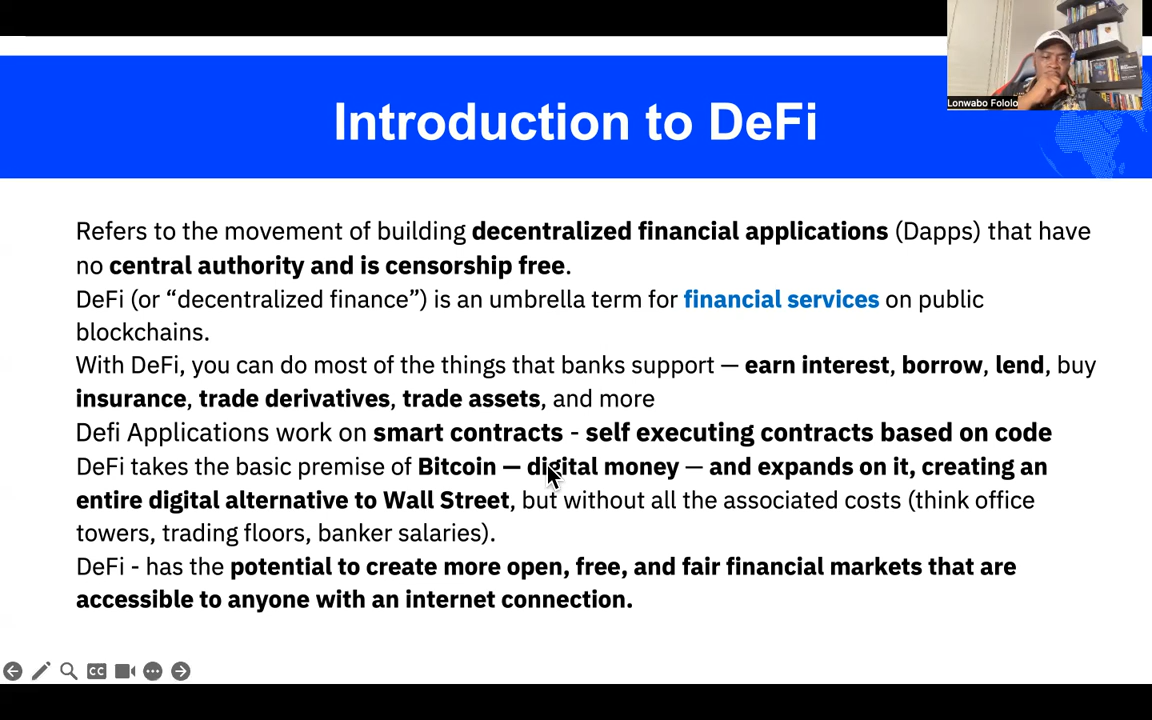 Lonwabo Fololo
Introduction to DeFi
Refers to the movement of building decentralized financial applications (Dapps) that have
no central authority and is censorship free.
DeFi (or “decentralized finance”) is an umbrella term for financial services on public
blockchains.
With DeFi, you can do most of the things that banks support — earn interest, borrow, lend, buy
insurance, trade derivatives, trade assets, and more
Defi Applications work on smart contracts - self executing contracts based on code
DeFi takes the basic premise of Bitcoin — digital money — and expands on it, creating an
entire digital alternative to Wall Street, but without all the associated costs (think office
towers, trading floors, banker salaries).
DeFi - has the potential to create more open, free, and fair financial markets that are
accessible to anyone with an internet connection.
CC